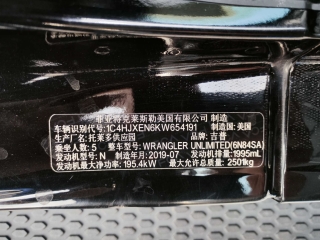 菲亚特克莱斯勒美国有限公司 制造
车辆识别代号: 1C4HJXEN6KW654191 制造国: 美国
生产厂名: 托莱多供应园 品牌: 吉普
乘坐人数: 5 整车型号: WRANGLER UNLIMITED(6N84SA)
发动机型号: N 制造年月: 2019-07 发动机排量: 1995mL
发动机最大净功率: 195.4kW 最大允许总质量: 2501kg